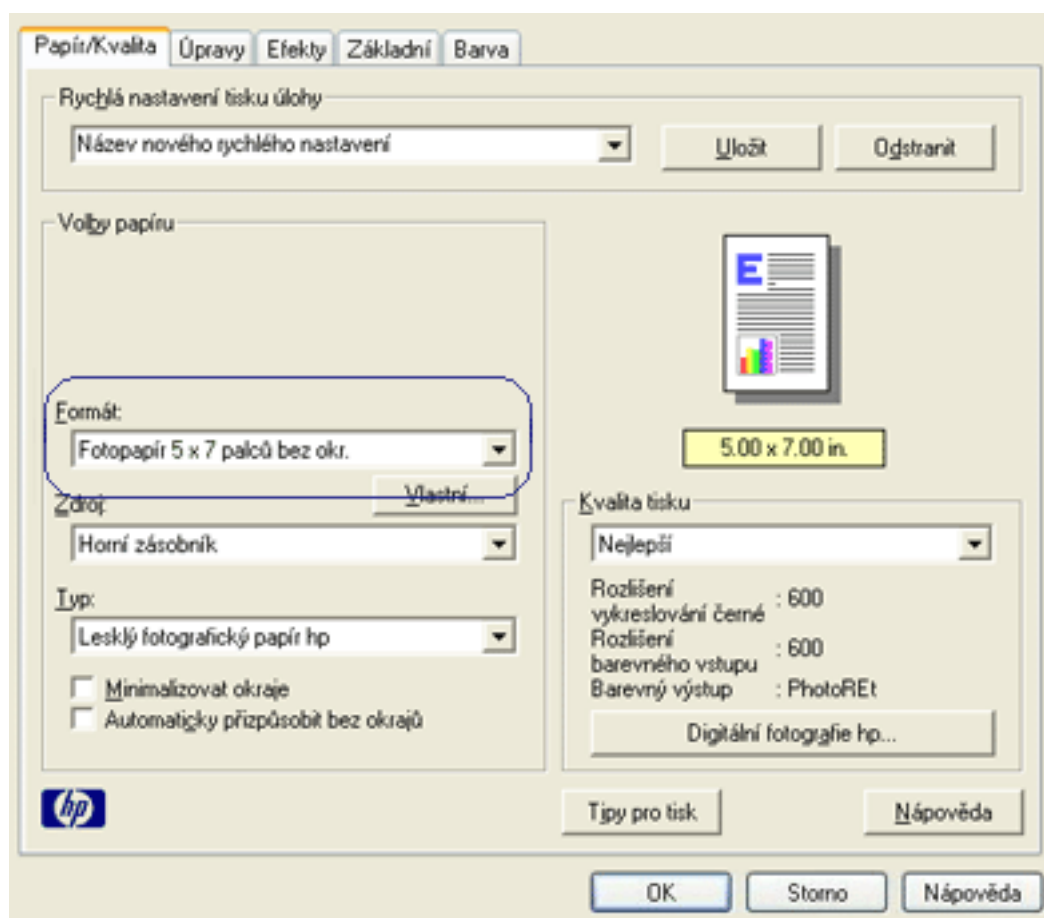 Papír/Kvalita Úpravy Efekty Základní Barva
Rychlá nastavení tisku úlohy
Název nového rychlého nastavení Uložit Odstranit
Volby papíru
E
Formát:
Fotopapír 5 x 7 palců bez okr.
5.00 x 7.00 in.
Vlastní...
Zdroj:
Horní zásobník
Typ:
Lesklý fotografický papír hp
Minimalizovat okraje
Automaticky přizpůsobit bez okrajů
Kvalita tisku
Nejlepší
Rozlišení
vykreslování černé : 600
Rozlišení
barevného vstupu : 600
Barevný výstup : PhotoREt
Digitální fotografie hp...
hp
Tipy pro tisk Nápověda
OK Storno Nápověda